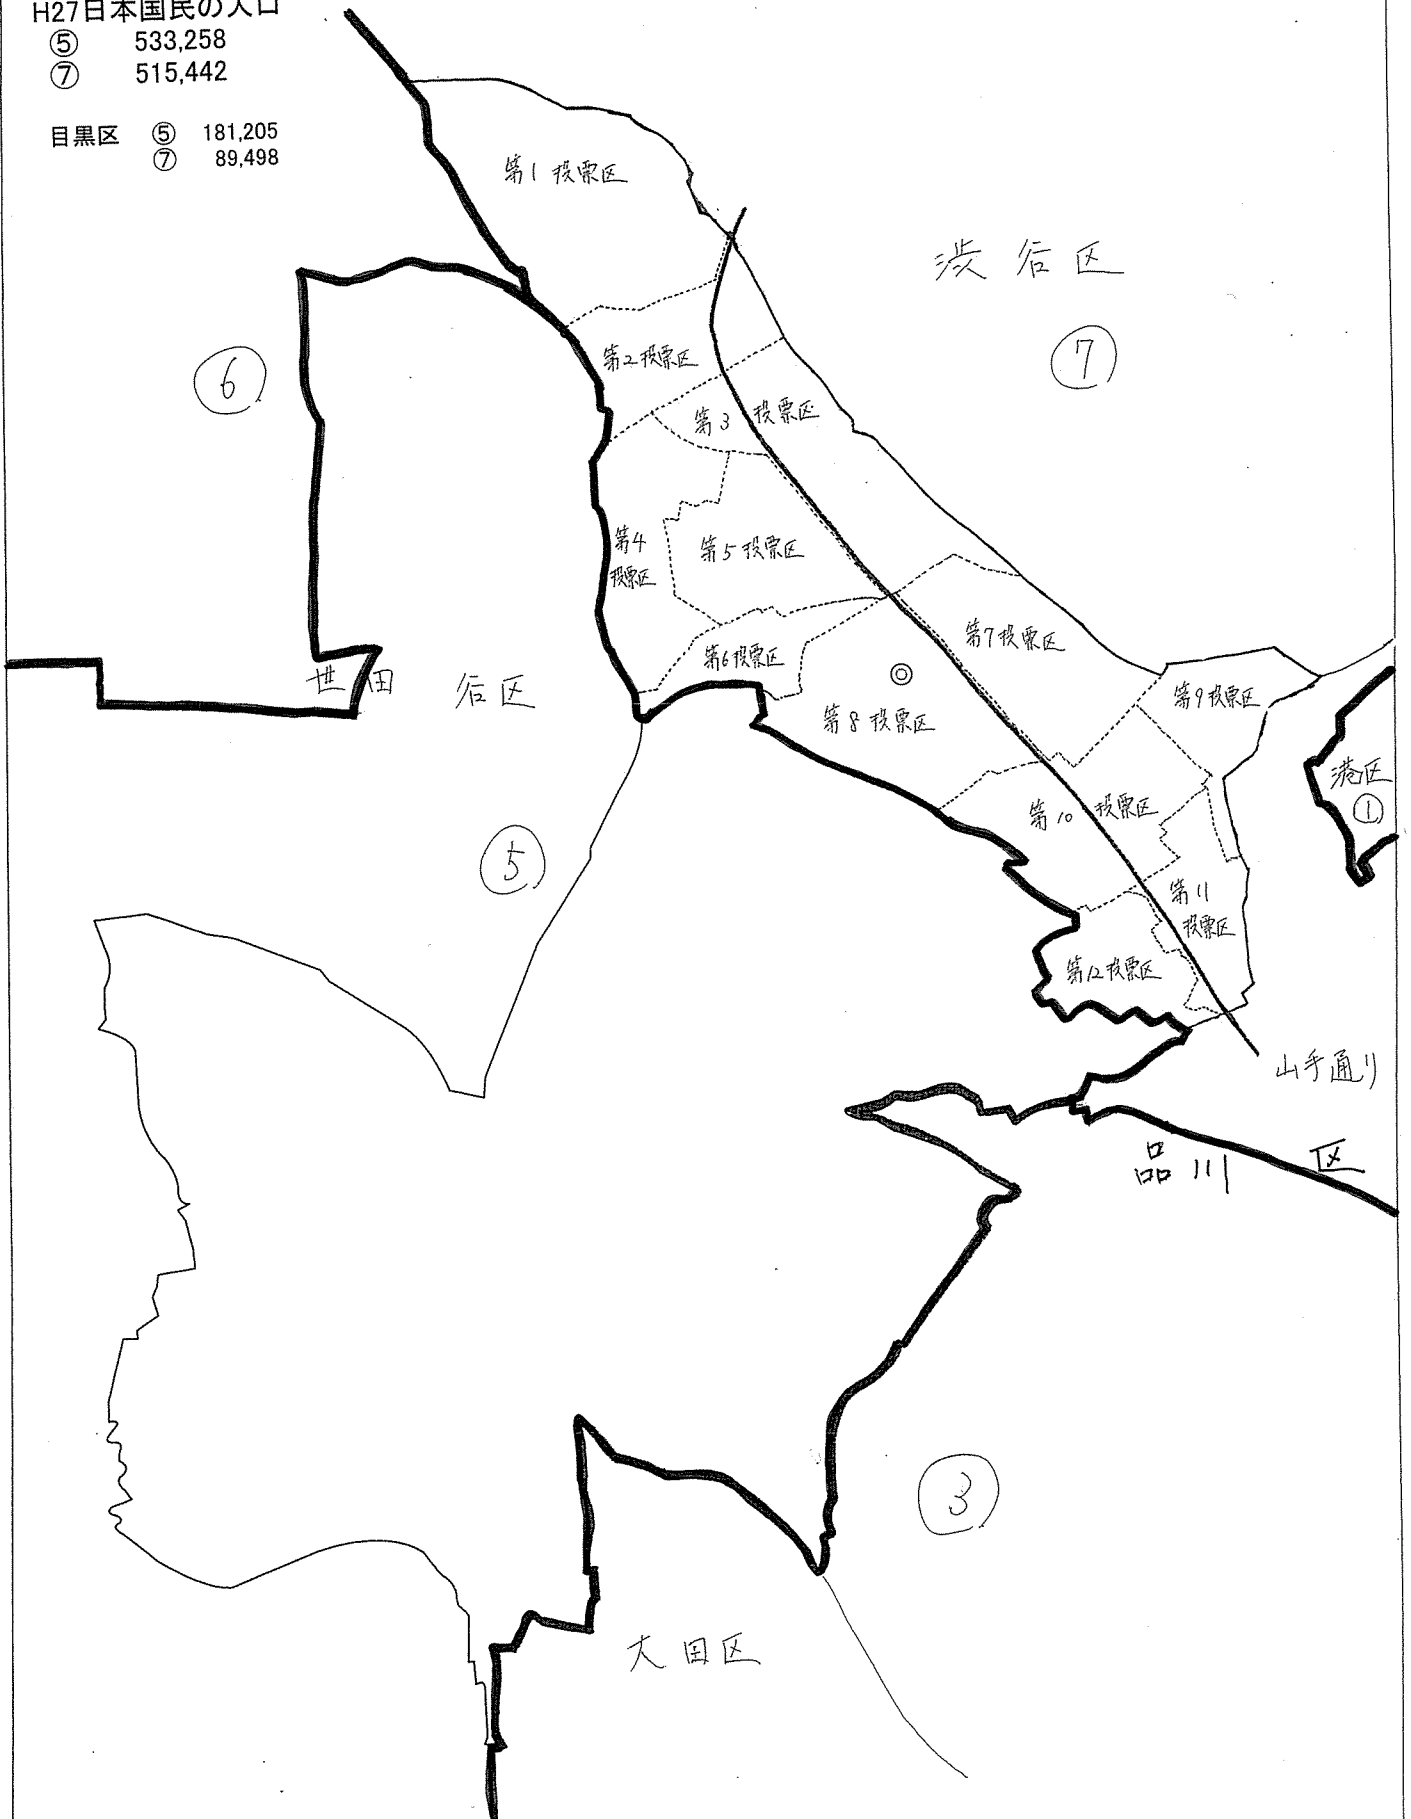 H27日本国民の人口
⑤ 533,258
⑦ 515,442
目黒区 ⑤ 181,205
⑦ 89,498
第1投票区
渋谷区
⑦
⑥
第2投票区
第3投票区
第4
投票区
第5投票区
第6投票区
第7投票区
◎
第8投票区
第9投票区
世田谷区
港区
①
第10投票区
⑤
第11
投票区
第12投票区
山手通り
品川区
③
大田区